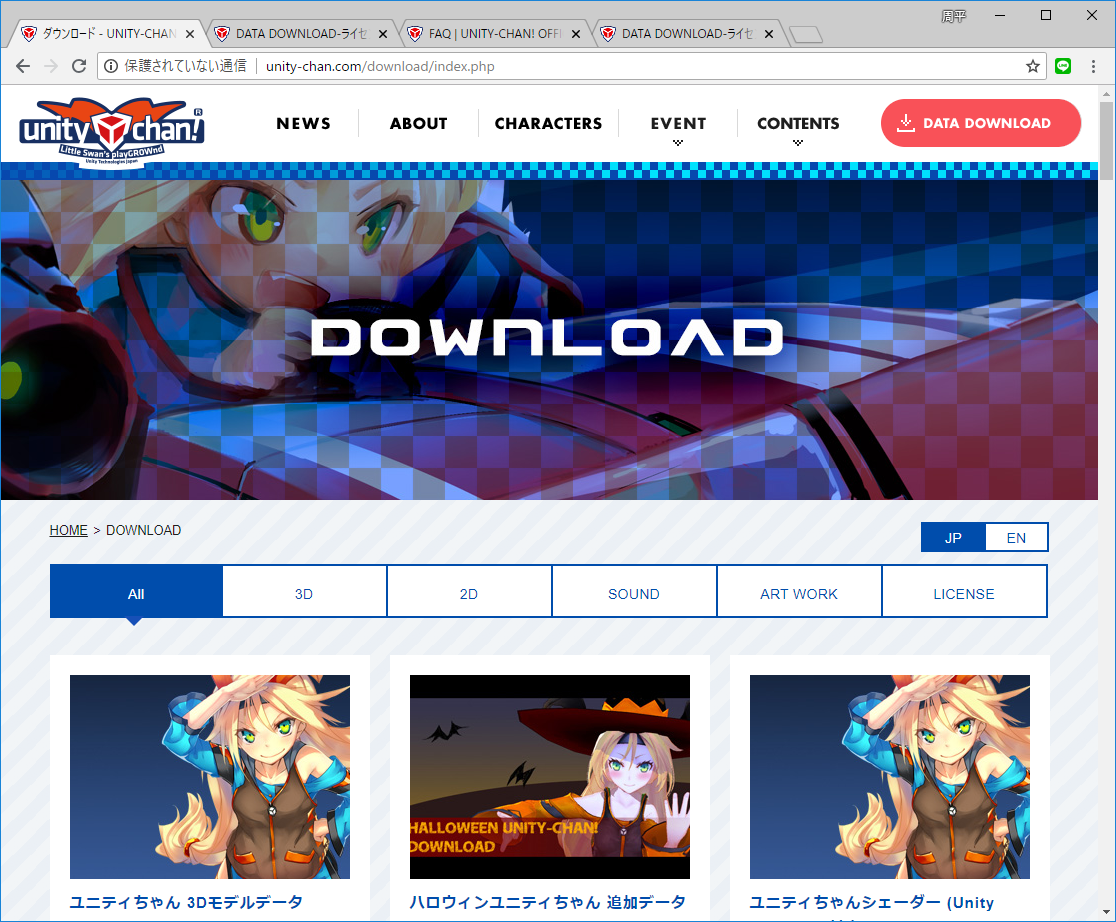 周平
ダウンロード - UNITY-CHAN
DATA DOWNLOAD-ライセ
FAQ | UNITY-CHAN! OFFI
DATA DOWNLOAD-ライセ
保護されていない通信 unity-chan.com/download/index.php
unity-chan!®
Little Swan's playGROWnd
Unity Technologies Japan
NEWS ABOUT CHARACTERS EVENT CONTENTS DATA DOWNLOAD
DOWNLOAD
HOME > DOWNLOAD
JP EN
All 3D 2D SOUND ART WORK LICENSE
HALLOWEEN UNITY-CHAN!
DOWNLOAD
ユニティちゃん 3Dモデルデータ
ハロウィンユニティちゃん 追加データ
ユニティちゃんシェーダー (Unity